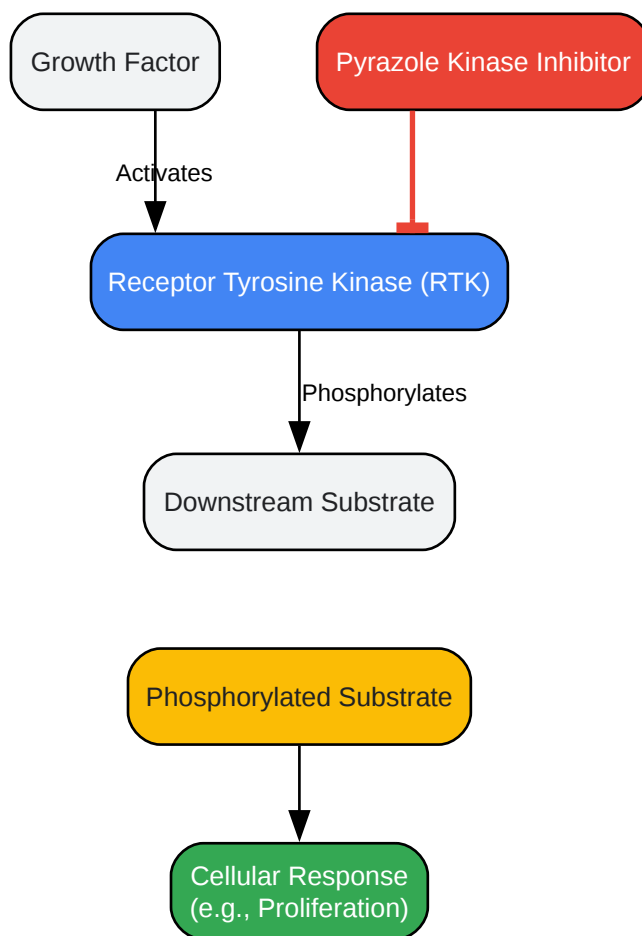 Growth Factor
Pyrazole Kinase Inhibitor
Activates
Receptor Tyrosine Kinase (RTK)
Phosphorylates
Downstream Substrate
Phosphorylated Substrate
Cellular Response
(e.g., Proliferation)